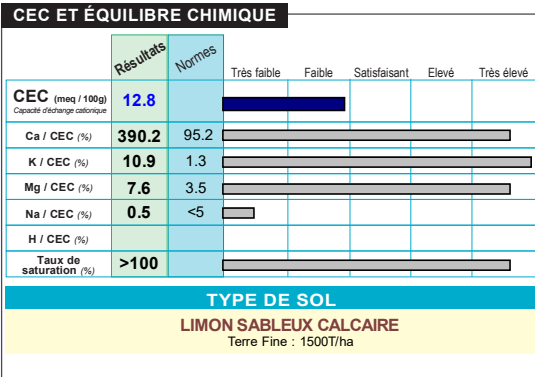 CEC ET ÉQUILIBRE CHIMIQUE
Résultats Normes Très faible Faible Satisfaisant Elevé Très élevé
CEC (meq / 100g) 12.8
Capacité d'échange cationique
Ca / CEC (%) 390.2 95.2
K / CEC (%) 10.9 1.3
Mg / CEC (%) 7.6 3.5
Na / CEC (%) 0.5 <5
H / CEC (%)
Taux de
saturation (%) >100
TYPE DE SOL
LIMON SABLEUX CALCAIRE
Terre Fine : 1500T/ha